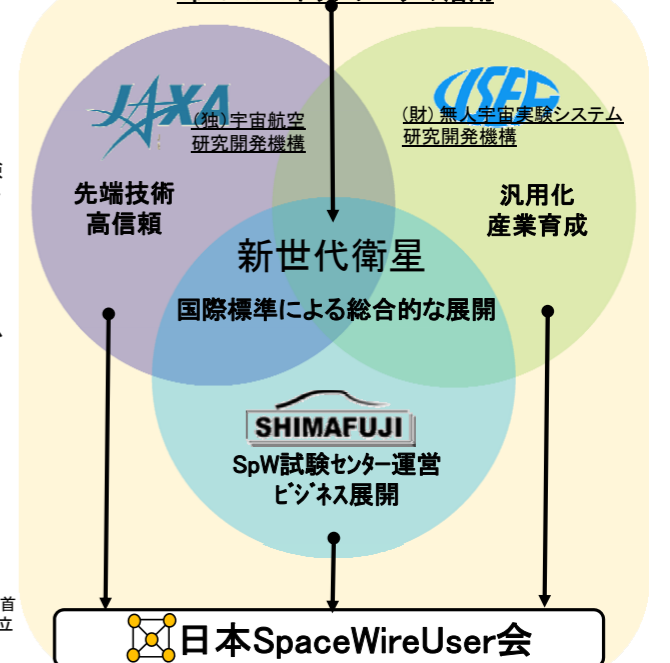 JAXA
(独)宇宙航空
研究開発機構
先端技術
高信頼
USEF
(財)無人宇宙実験システム
研究開発機構
汎用化
産業育成
新世代衛星
国際標準による総合的な展開
SHIMAFUJI
SpW試験センター運営
ビジネス展開
首
立
日本SpaceWireUser会